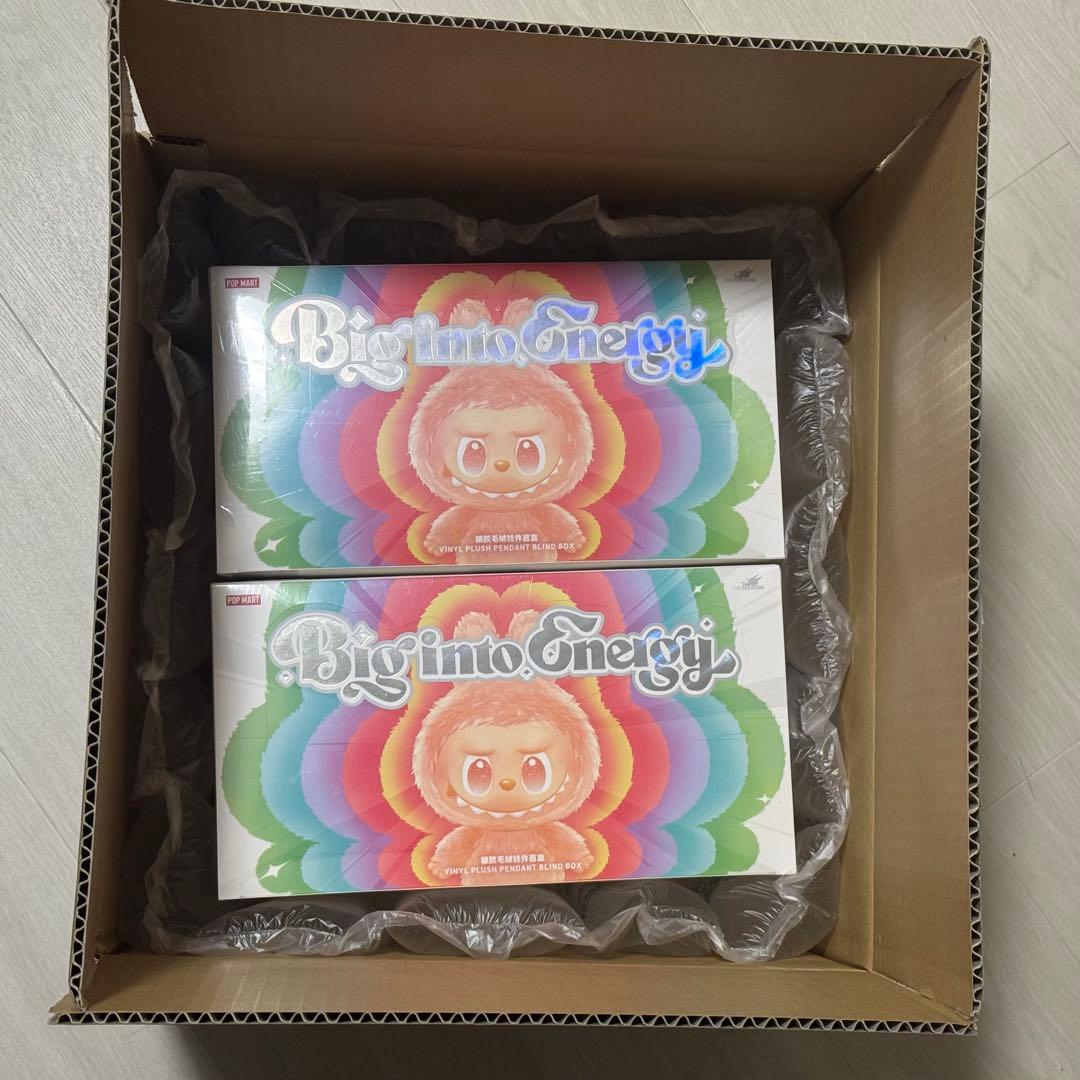 POP MART
Big into Energy
搪胶毛绒挂件盲盒
VINYL PLUSH PENDANT BLIND BOX
POP MART
Big into Energy
搪胶毛绒挂件盲盒
VINYL PLUSH PENDANT BLIND BOX